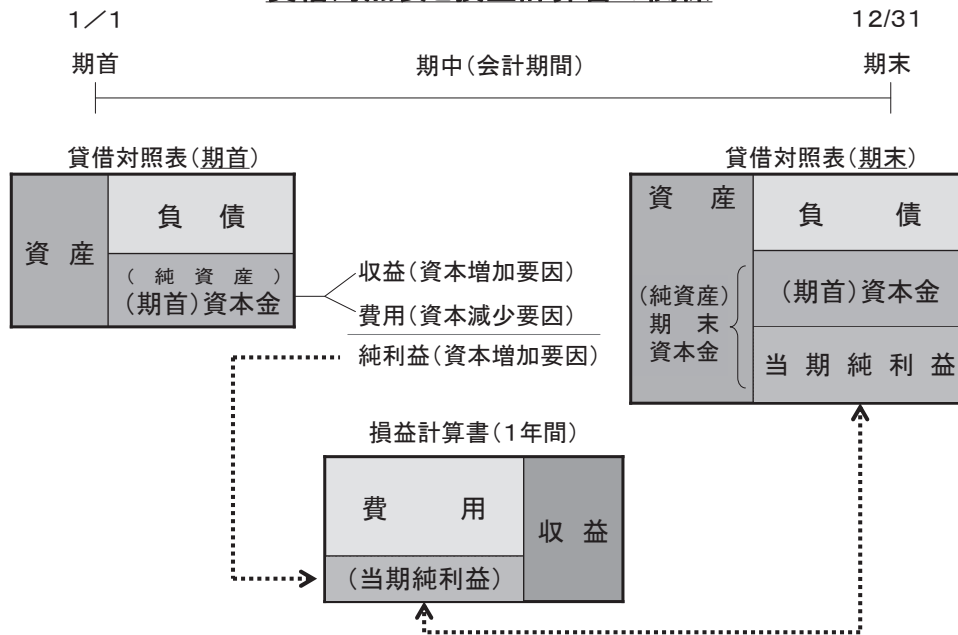 1／1
12/31
期首
期中（会計期間）
期末
貸借対照表（期首）
資産
負債
（純資産）
（期首）資本金
収益（資本増加要因）
費用（資本減少要因）
純利益（資本増加要因）
貸借対照表（期末）
資産
負債
（純資産）
期末
資本金
（期首）資本金
当期純利益
損益計算書（1年間）
費用
収益
（当期純利益）